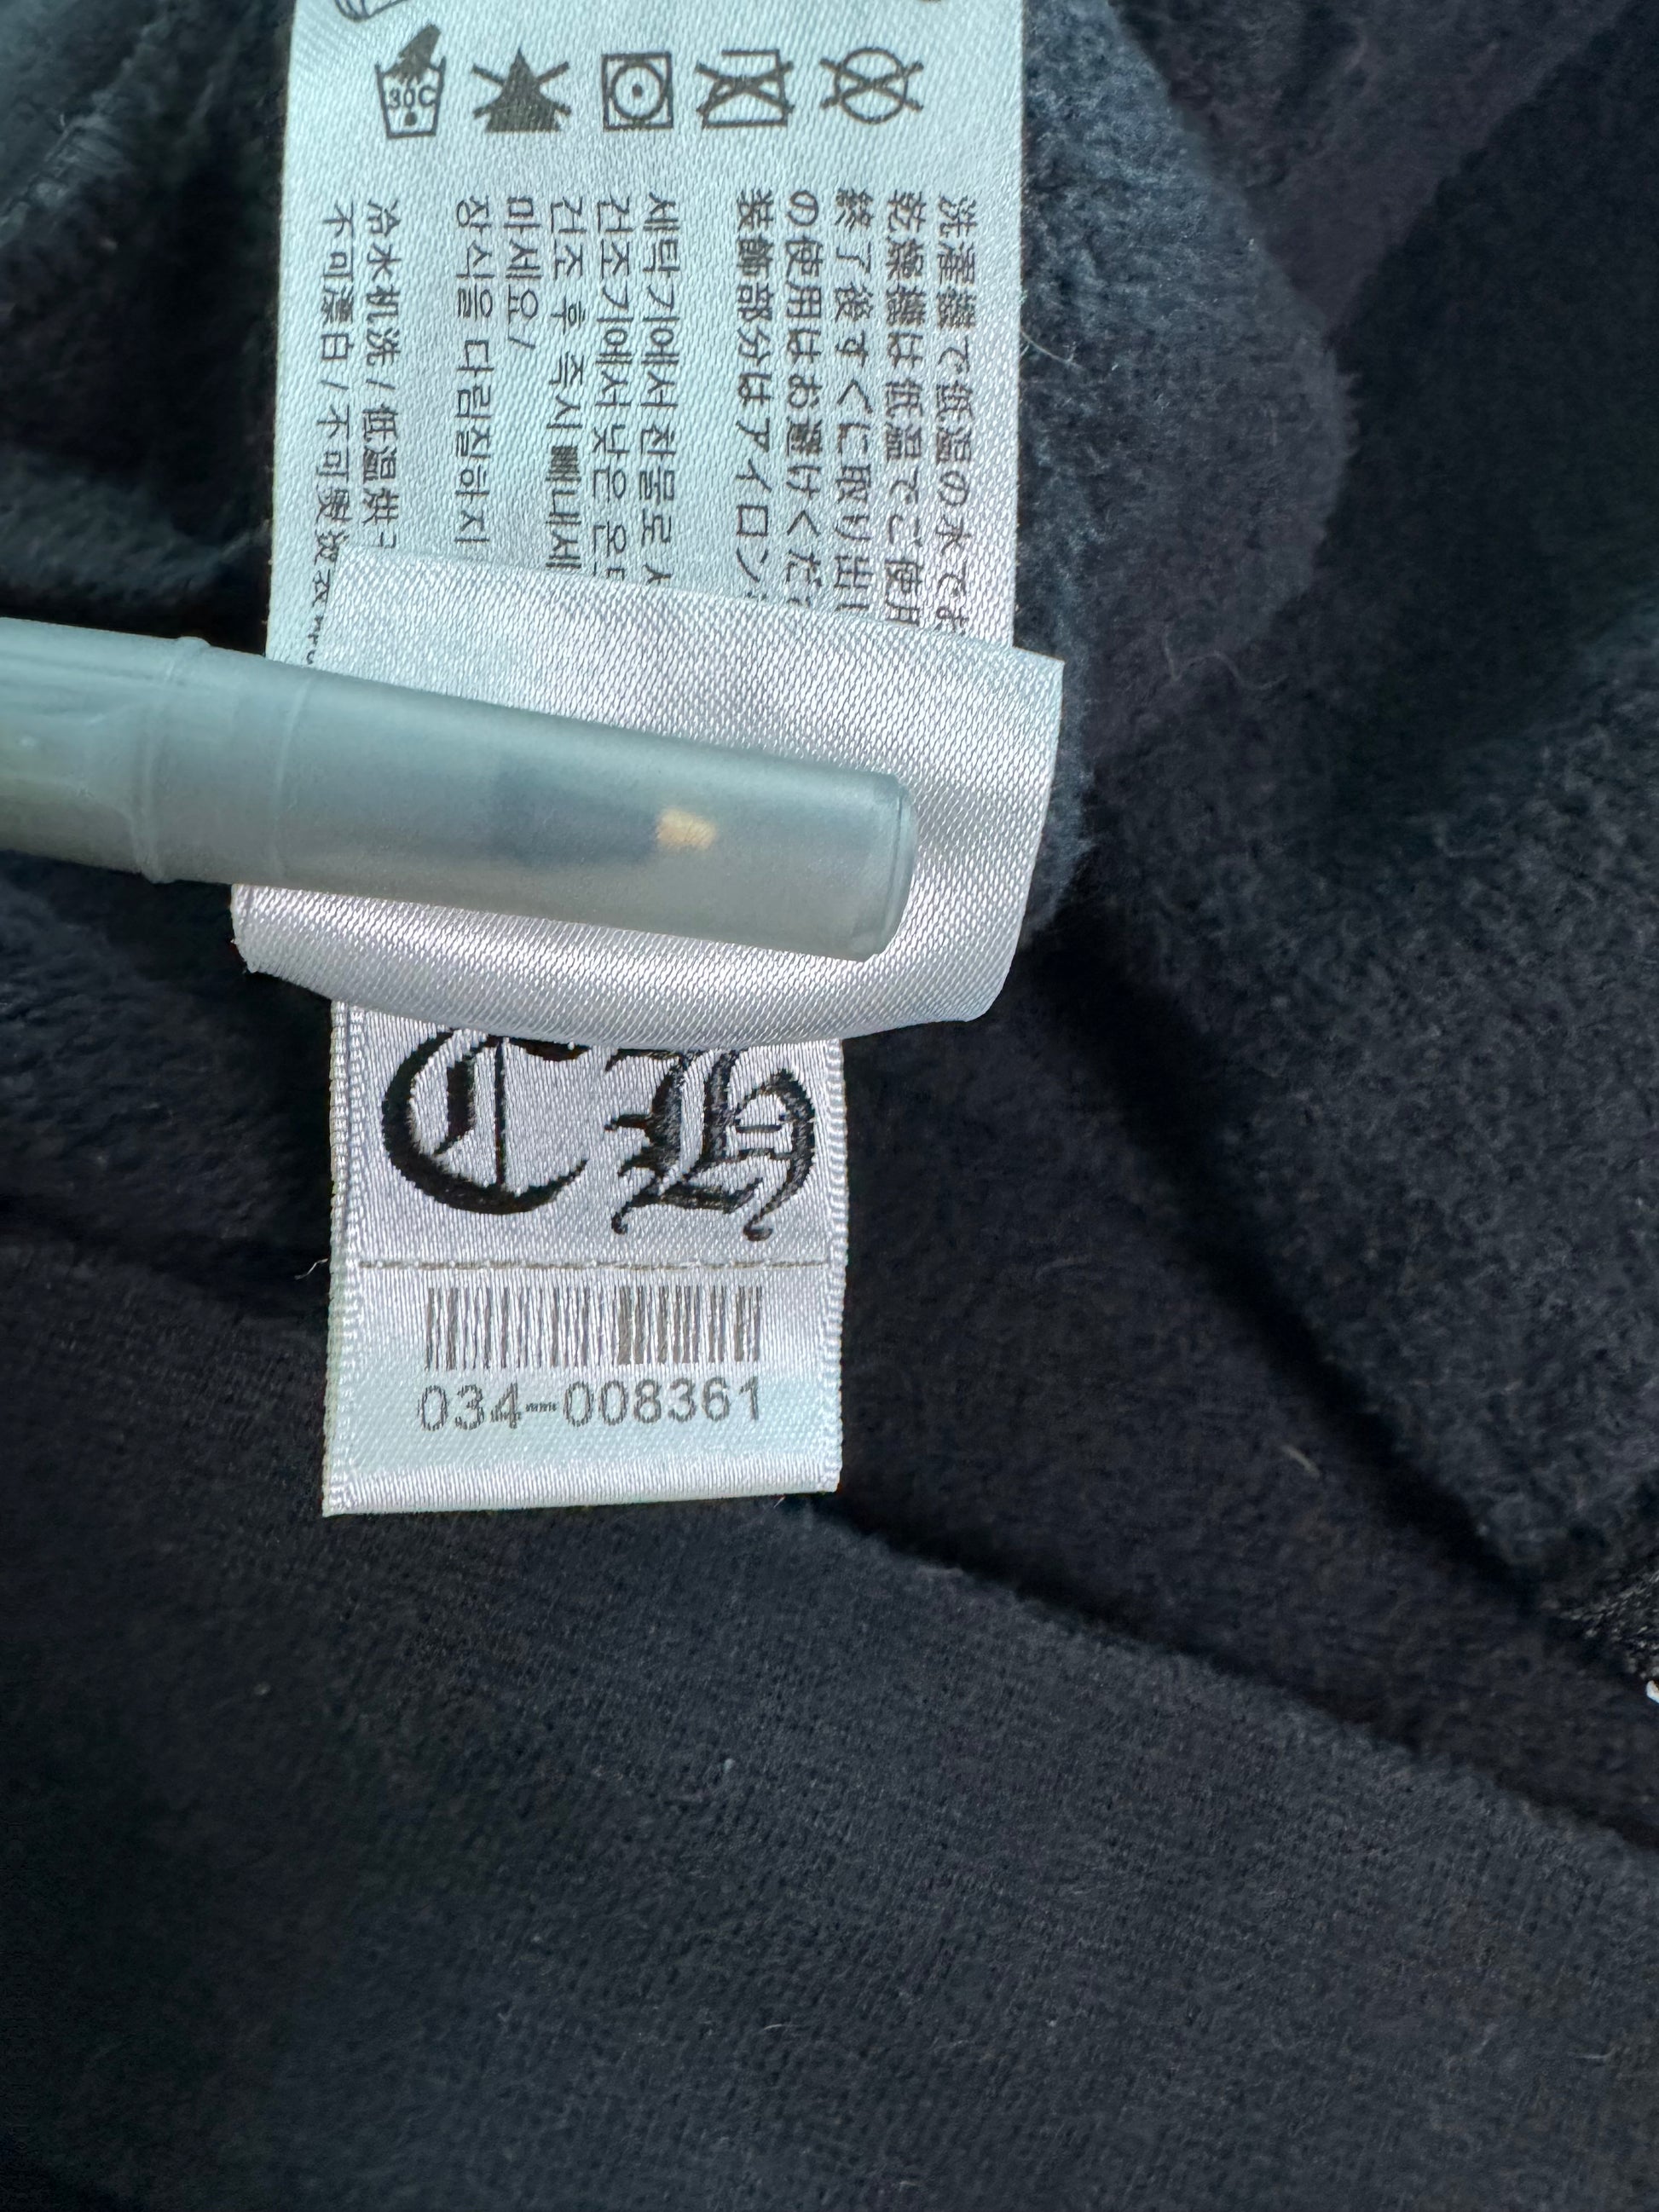 30C
洗濯機で低温の水でお
乾燥機は低温でご使用
終了後すぐに取り出し
の使用はお避けくだ
装飾部分はアイロン
세탁기에서 찬물로
건조기에서 낮은 온
건조 후 즉시 빼내세
마세요 /
장식을 다림질하지
冷水机洗 / 低温烘
不可漂白 / 不可熨烫衣
CH
034-008361